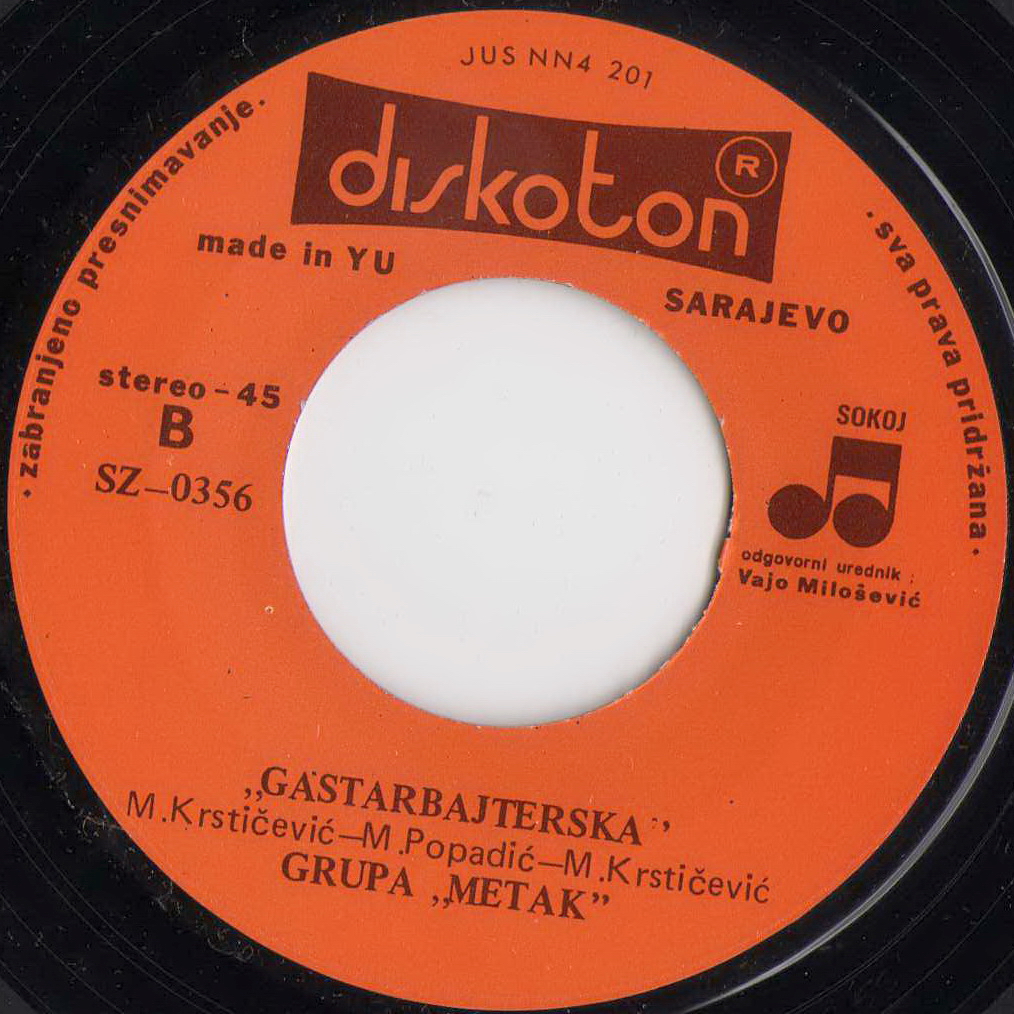 JUS NN4 201
diskoton ®
made in YU
SARAJEVO
· zabranjeno presnimavanje.
· sva prava pridržana.
stereo - 45
B
SZ—0356
SOKOJ
odgovorni urednik :
Vajo Milošević
„GASTARBAJTERSKA”
M.Krstičević—M.Popadić—M.Krstičević
GRUPA „METAK”